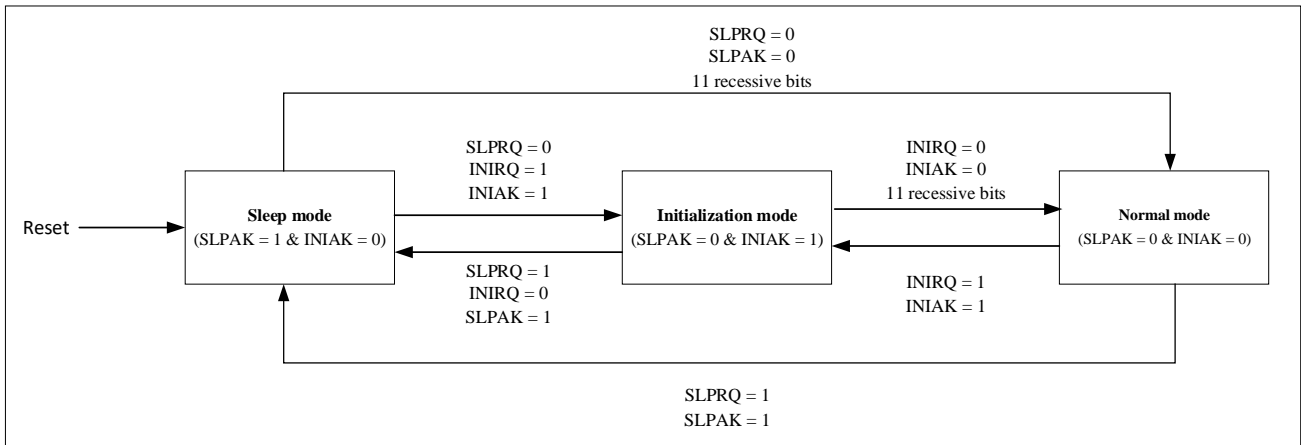 SLPRQ = 0
SLPAK = 0
11 recessive bits
SLPRQ = 0
INIRQ = 1
INIAK = 1
INIRQ = 0
INIAK = 0
11 recessive bits
Reset
Sleep mode
(SLPAK = 1 & INIAK = 0)
Initialization mode
(SLPAK = 0 & INIAK = 1)
Normal mode
(SLPAK = 0 & INIAK = 0)
SLPRQ = 1
INIRQ = 0
SLPAK = 1
INIRQ = 1
INIAK = 1
SLPRQ = 1
SLPAK = 1